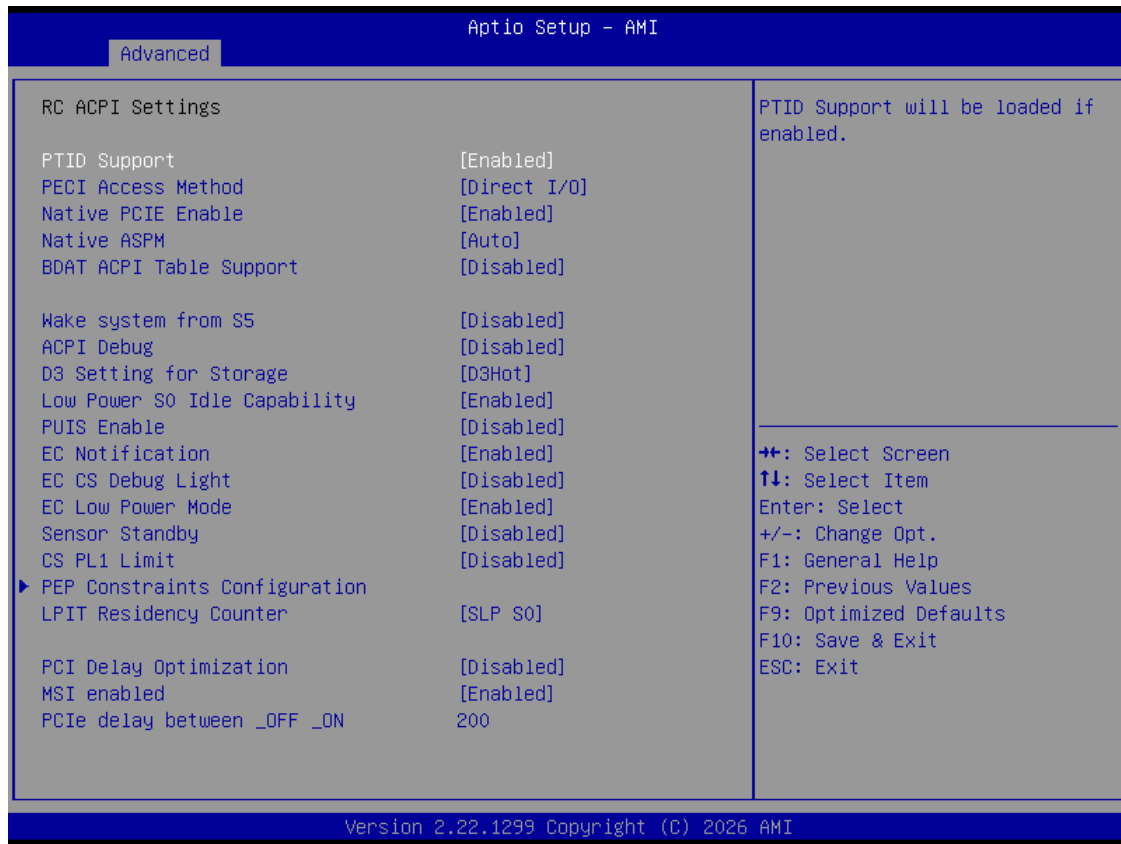 Aptio Setup – AMI
Advanced
RC ACPI Settings
PTID Support [Enabled]
PECI Access Method [Direct I/O]
Native PCIE Enable [Enabled]
Native ASPM [Auto]
BDAT ACPI Table Support [Disabled]
Wake system from S5 [Disabled]
ACPI Debug [Disabled]
D3 Setting for Storage [D3Hot]
Low Power S0 Idle Capability [Enabled]
PUIS Enable [Disabled]
EC Notification [Enabled]
EC CS Debug Light [Disabled]
EC Low Power Mode [Enabled]
Sensor Standby [Disabled]
CS PL1 Limit [Disabled]
PEP Constraints Configuration
LPIT Residency Counter [SLP S0]
PCI Delay Optimization [Disabled]
MSI enabled [Enabled]
PCIe delay between _OFF _ON 200
PTID Support will be loaded if
enabled.
→←: Select Screen
↑↓: Select Item
Enter: Select
+/-: Change Opt.
F1: General Help
F2: Previous Values
F9: Optimized Defaults
F10: Save & Exit
ESC: Exit
Version 2.22.1299 Copyright (C) 2026 AMI